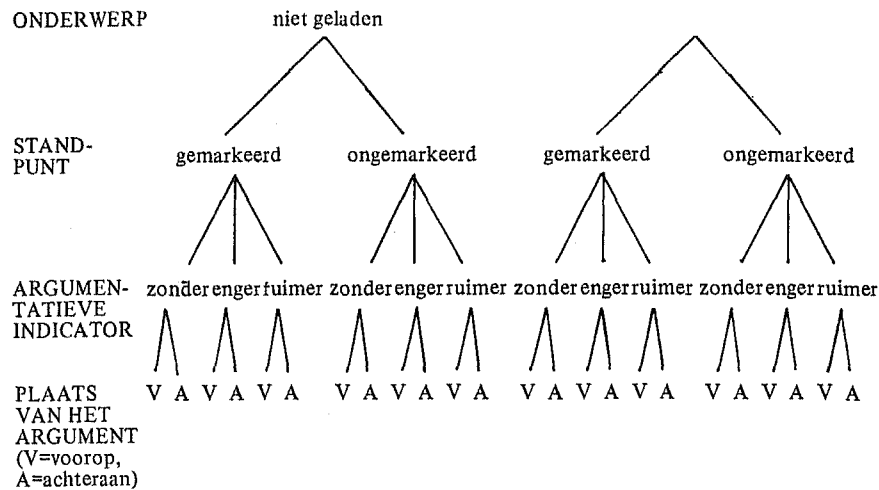 ONDERWERP niet geladen
STAND-
PUNT
gemarkeerd ongemarkeerd gemarkeerd ongemarkeerd
ARGUMEN-
TATIEVE
INDICATOR
zonder enger ruimer zonder enger ruimer zonder enger ruimer zonder enger ruimer
PLAATS
VAN HET
ARGUMENT
(V=voorop,
A=achteraan)
V A V A V A V A V A V A V A V A V A V A V A V A